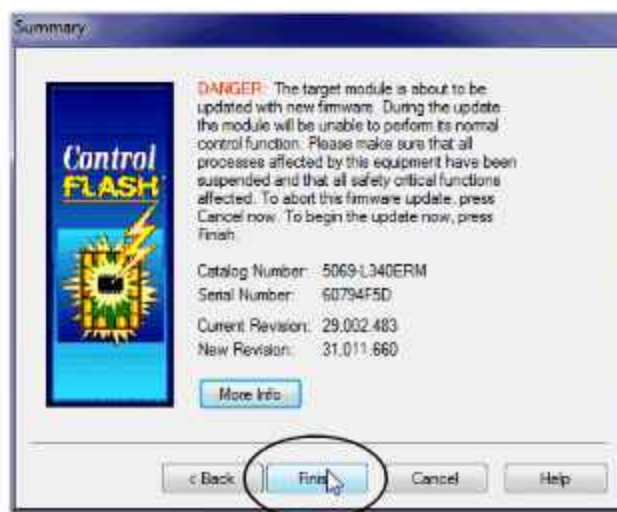 Summary
Control
FLASH
DANGER: The target module is about to be
updated with new firmware. During the update
the module will be unable to perform its normal
control function. Please make sure that all
processes affected by this equipment have been
suspended and that all safety critical functions
affected. To abort this firmware update, press
Cancel now. To begin the update now, press
Finish.
Catalog Number: 5069-L340ERM
Serial Number: 60794F5D
Current Revision: 29.002.483
New Revision: 31.011.660
More Info
< Back Finis Cancel Help